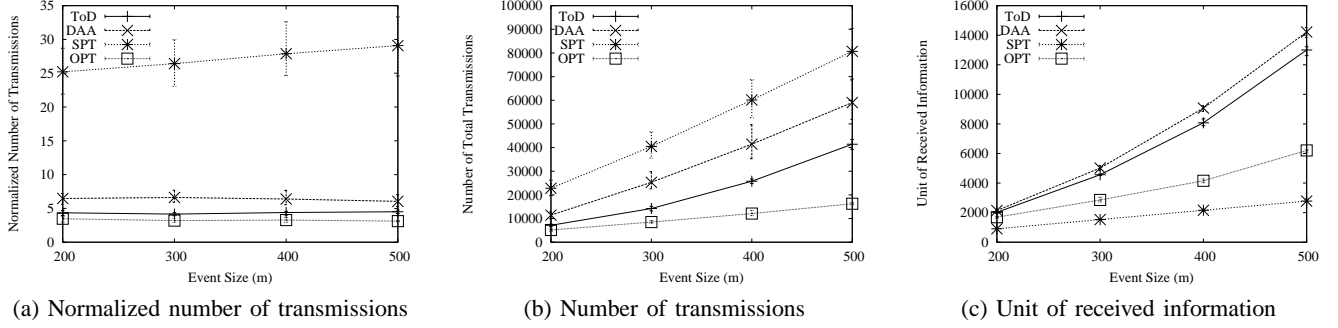 Normalized Number of Transmissions
35
30
25
20
15
10
5
0
200
300
400
500
Event Size (m)
ToD
DAA
SPT
OPT
(a) Normalized number of transmissions
Number of Total Transmissions
100000
90000
80000
70000
60000
50000
40000
30000
20000
10000
0
200
300
400
500
Event Size (m)
ToD
DAA
SPT
OPT
(b) Number of transmissions
Unit of Received Information
16000
14000
12000
10000
8000
6000
4000
2000
0
200
300
400
500
Event Size (m)
ToD
DAA
SPT
OPT
(c) Unit of received information